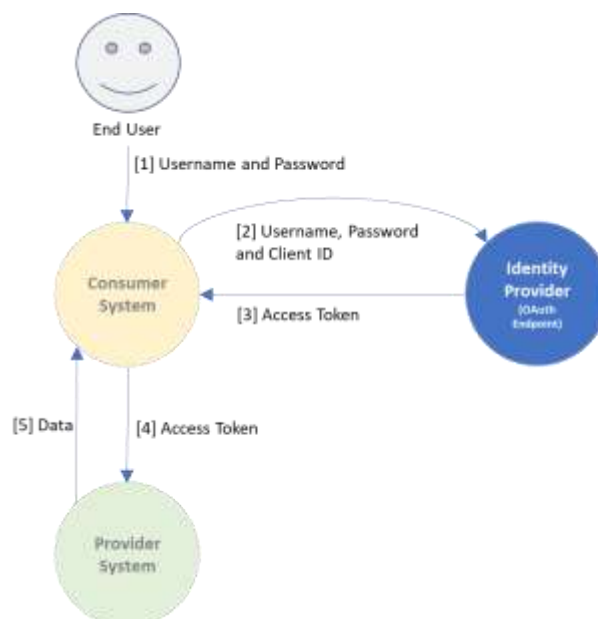 End User
[1] Username and Password
[2] Username, Password
and Client ID
Consumer
System
Identity
Provider
(OAuth
Endpoint)
[3] Access Token
[5] Data
[4] Access Token
Provider
System